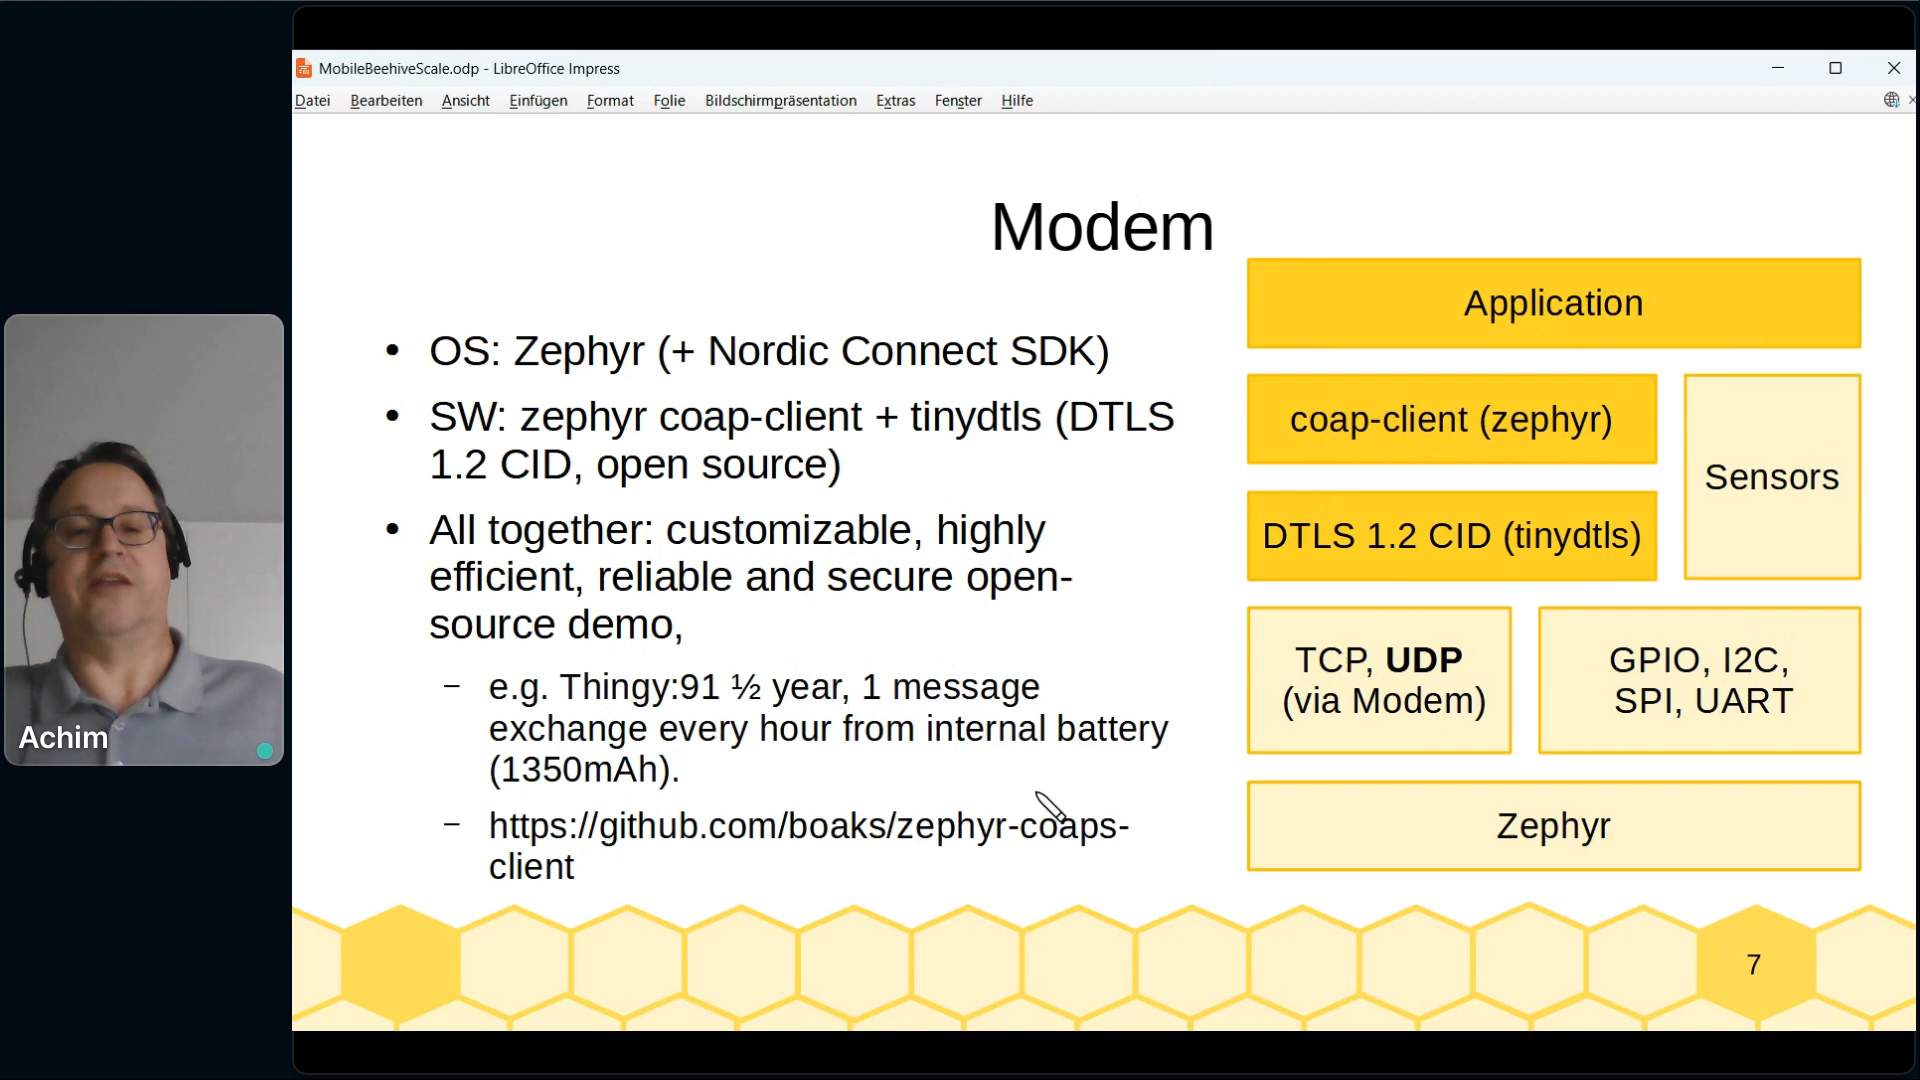 MobileBeehiveScale.odp - LibreOffice Impress
Datei Bearbeiten Ansicht Einfügen Format Folie Bildschirmpräsentation Extras Fenster Hilfe
Modem
• OS: Zephyr (+ Nordic Connect SDK)
• SW: zephyr coap-client + tinydtls (DTLS
1.2 CID, open source)
• All together: customizable, highly
efficient, reliable and secure open-
source demo,
– e.g. Thingy:91 ½ year, 1 message
exchange every hour from internal battery
(1350mAh).
– https://github.com/boaks/zephyr-coaps-
client
Application
coap-client (zephyr)
Sensors
DTLS 1.2 CID (tinydtls)
TCP, UDP
(via Modem)
GPIO, I2C,
SPI, UART
Zephyr
7
Achim